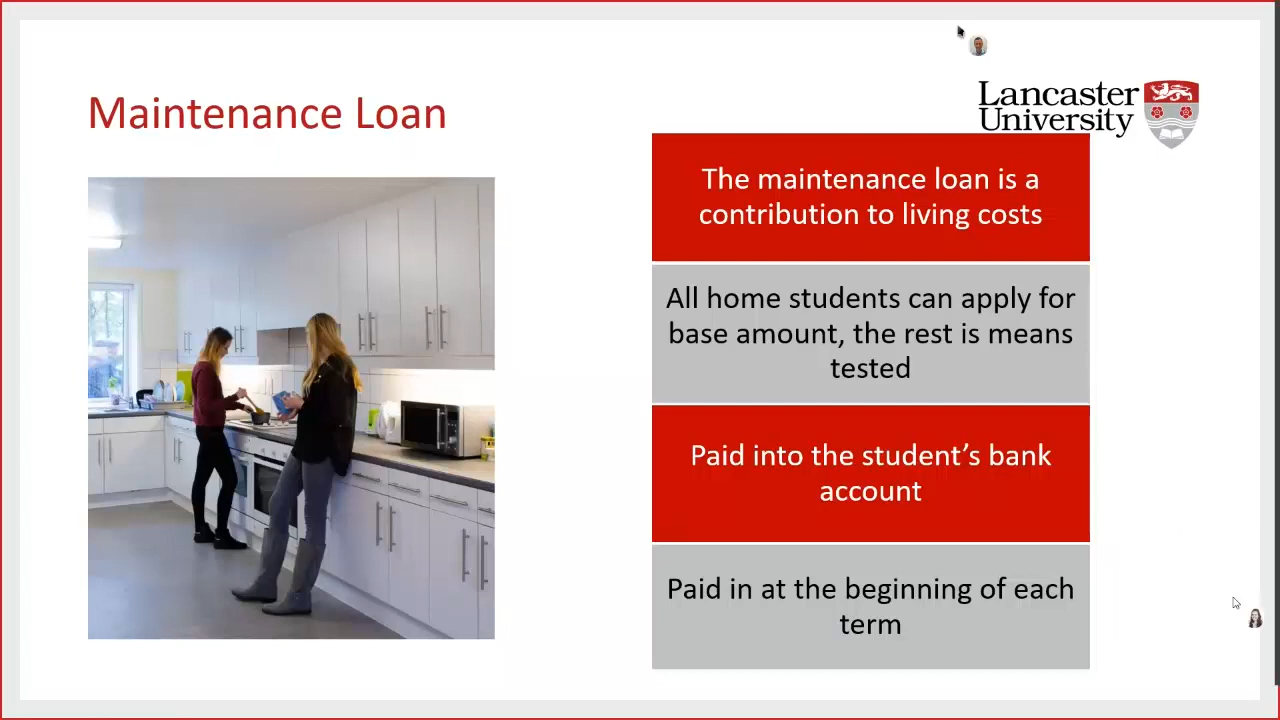 Maintenance Loan
Lancaster
University
The maintenance loan is a
contribution to living costs
All home students can apply for
base amount, the rest is means
tested
Paid into the student’s bank
account
Paid in at the beginning of each
term